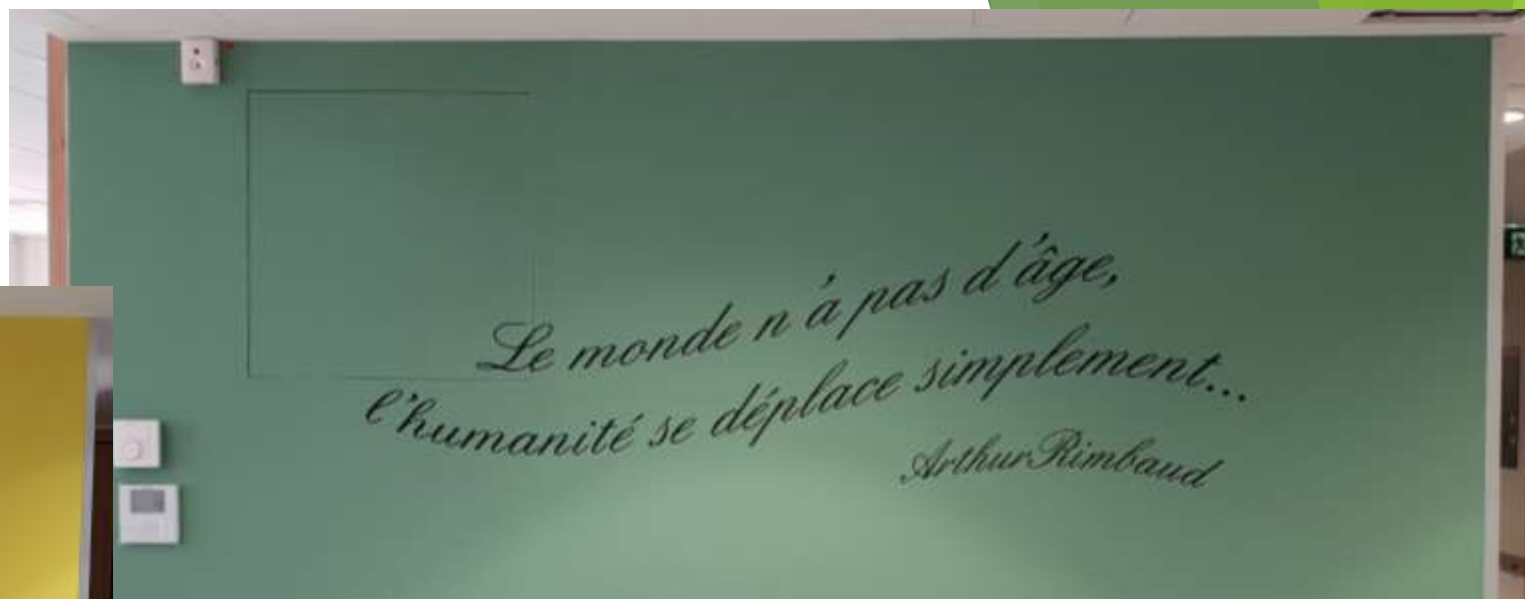 Le monde n'a pas d'âge,
l'humanité se déplace simplement...
Arthur Rimbaud